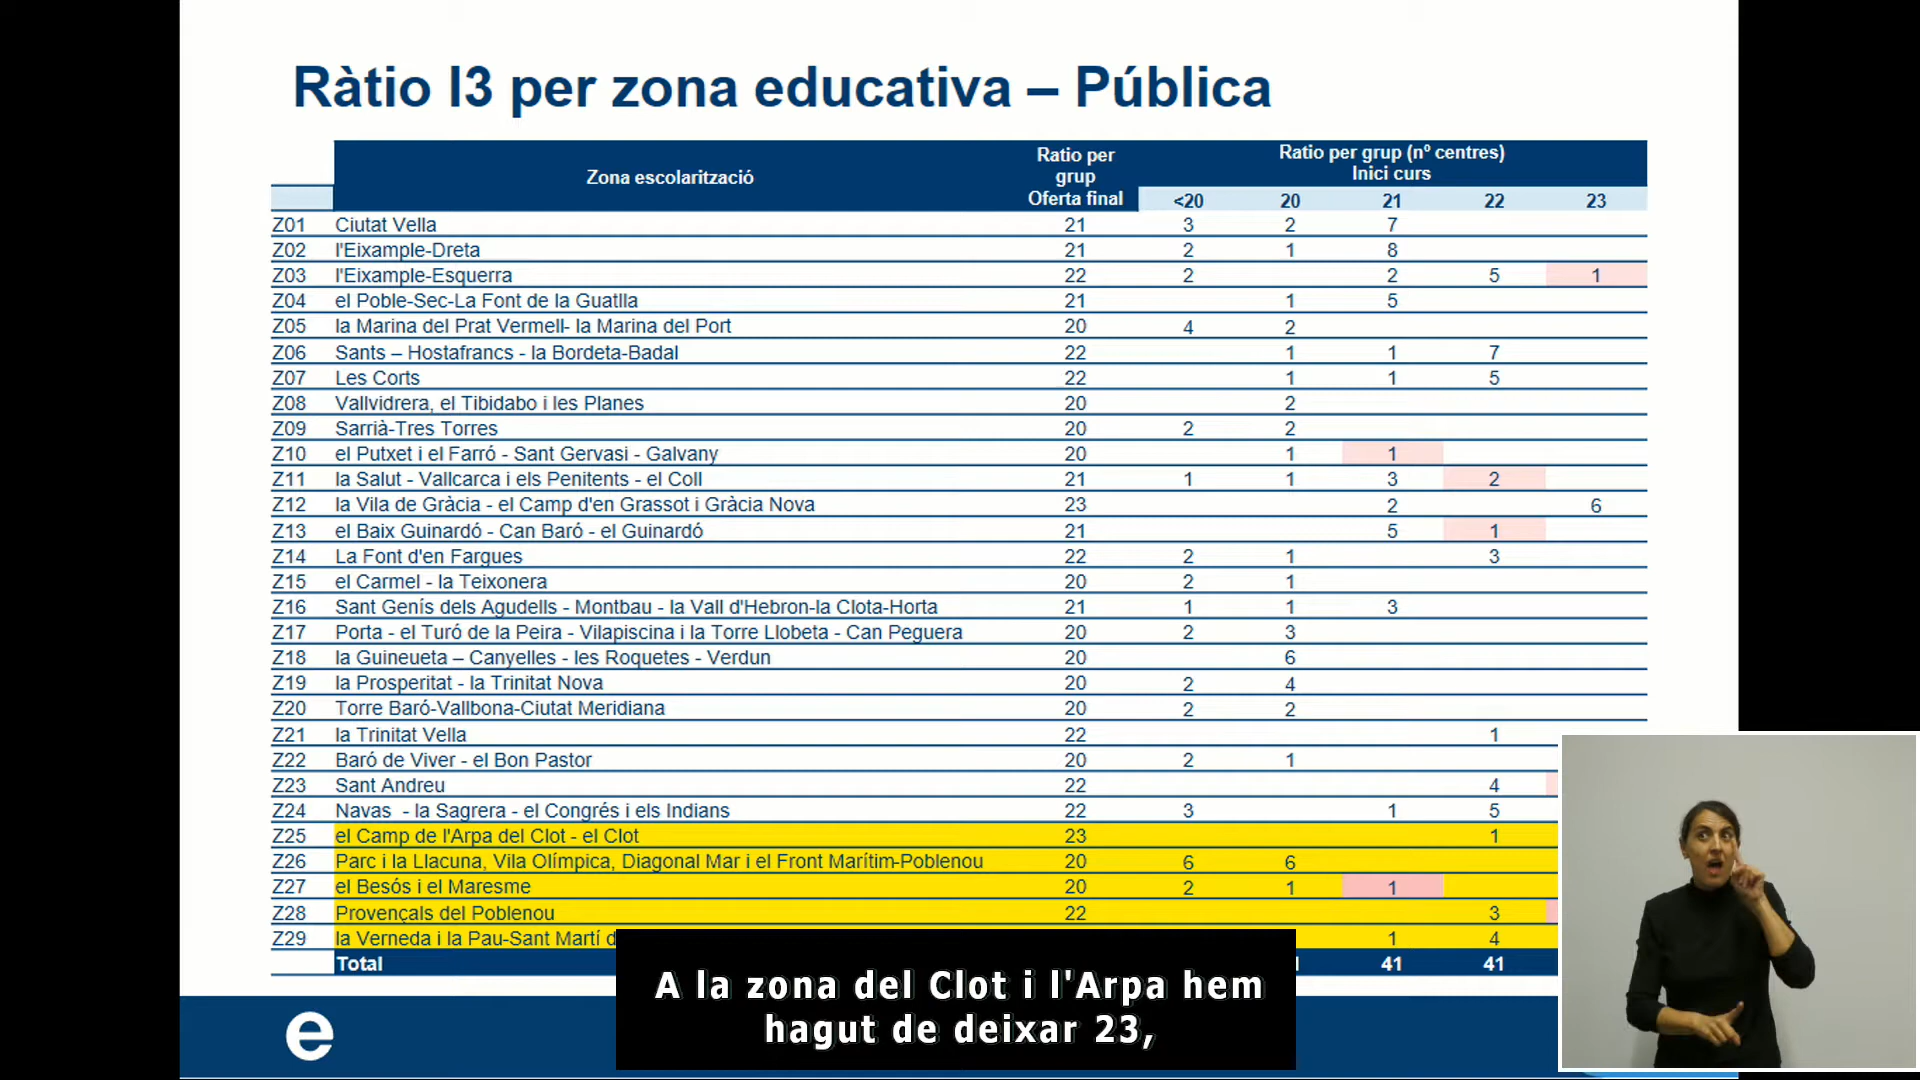 Ràtio I3 per zona educativa – Pública
Zona escolarització Ratio per grup Oferta final Ratio per grup (nº centres) Inici curs
<20 20 21 22 23
Z01 Ciutat Vella 21 3 2 7
Z02 l'Eixample-Dreta 21 2 1 8
Z03 l'Eixample-Esquerra 22 2 2 5 1
Z04 el Poble-Sec-La Font de la Guatlla 21 1 5
Z05 la Marina del Prat Vermell- la Marina del Port 20 4 2
Z06 Sants – Hostafrancs - la Bordeta-Badal 22 1 1 7
Z07 Les Corts 22 1 1 5
Z08 Vallvidrera, el Tibidabo i les Planes 20 2
Z09 Sarrià-Tres Torres 20 2 2
Z10 el Putxet i el Farró - Sant Gervasi - Galvany 20 1 1
Z11 la Salut - Vallcarca i els Penitents - el Coll 21 1 1 3 2
Z12 la Vila de Gràcia - el Camp d'en Grassot i Gràcia Nova 23 2 6
Z13 el Baix Guinardó - Can Baró - el Guinardó 21 5 1
Z14 La Font d'en Fargues 22 2 1 3
Z15 el Carmel - la Teixonera 20 2 1
Z16 Sant Genís dels Agudells - Montbau - la Vall d'Hebron-la Clota-Horta 21 1 1 3
Z17 Porta - el Turó de la Peira - Vilapiscina i la Torre Llobeta - Can Peguera 20 2 3
Z18 la Guineueta – Canyelles - les Roquetes - Verdun 20 6
Z19 la Prosperitat - la Trinitat Nova 20 2 4
Z20 Torre Baró-Vallbona-Ciutat Meridiana 20 2 2
Z21 la Trinitat Vella 22 1
Z22 Baró de Viver - el Bon Pastor 20 2 1
Z23 Sant Andreu 22 4
Z24 Navas - la Sagrera - el Congrés i els Indians 22 3 1 5
Z25 el Camp de l'Arpa del Clot - el Clot 23 1
Z26 Parc i la Llacuna, Vila Olímpica, Diagonal Mar i el Front Marítim-Poblenou 20 6 6
Z27 el Besós i el Maresme 20 2 1 1
Z28 Provençals del Poblenou 22 3
Z29 la Verneda i la Pau-Sant Martí 1 4
Total 41 41
e
A la zona del Clot i l'Arpa hem
hagut de deixar 23,